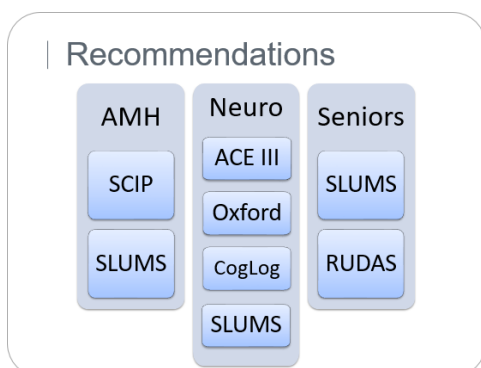 Recommendations
AMH
SCIP
SLUMS
Neuro
ACE III
Oxford
CogLog
SLUMS
Seniors
SLUMS
RUDAS